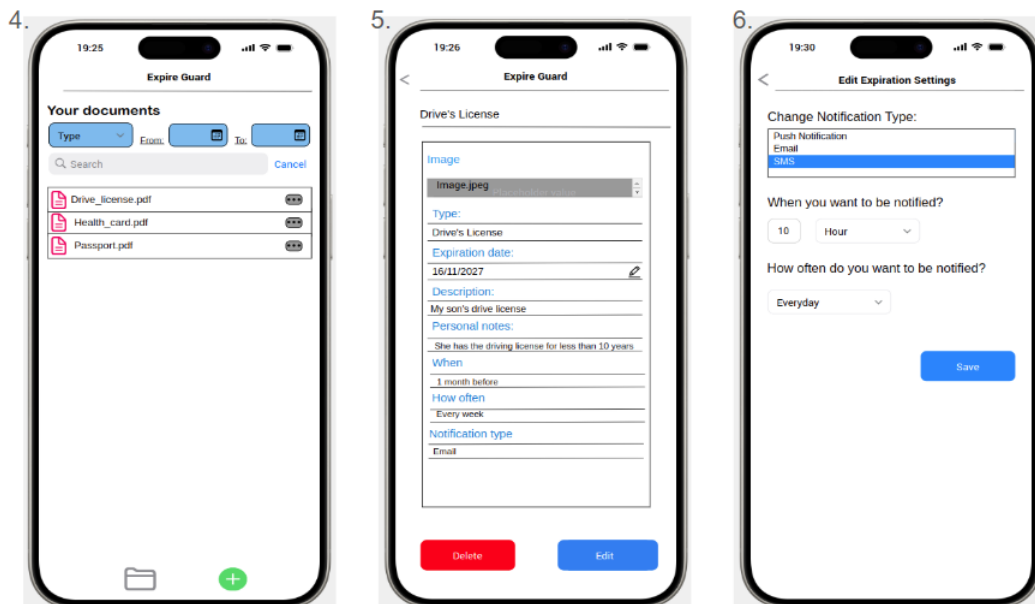 4.
19:25
Expire Guard
Your documents
Type From: To:
Search Cancel
Drive_license.pdf
Health_card.pdf
Passport.pdf
5.
19:26
Expire Guard
<
Drive's License
Image
Image.jpeg
Placeholder value
Type:
Drive's License
Expiration date:
16/11/2027
Description:
My son's drive license
Personal notes:
She has the driving license for less than 10 years
When
1 month before
How often
Every week
Notification type
Email
Delete Edit
6.
19:30
< Edit Expiration Settings
Change Notification Type:
Push Notification
Email
SMS
When you want to be notified?
10 Hour
How often do you want to be notified?
Everyday
Save